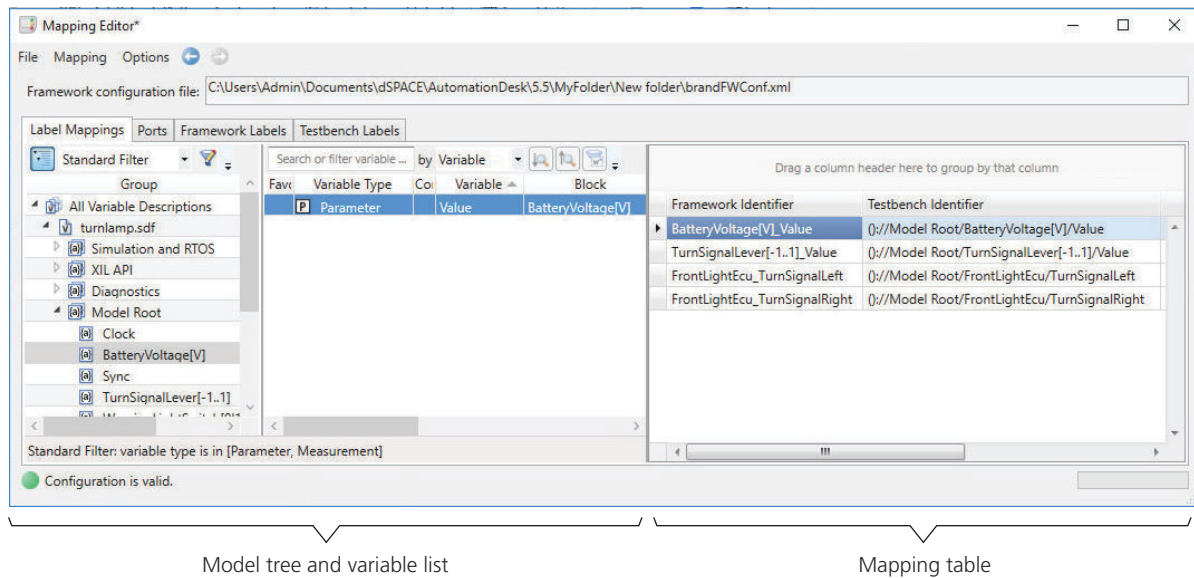 Mapping Editor*
File Mapping Options
Framework configuration file: C:\Users\Admin\Documents\dSPACE\AutomationDesk\5.5\MyFolder\New folder\brandFWConf.xml
Label Mappings Ports Framework Labels Testbench Labels
Standard Filter
Search or filter variable ... by Variable
Drag a column header here to group by that column
Group
Favo Variable Type Co Variable Block
Framework Identifier Testbench Identifier
All Variable Descriptions
P Parameter Value BatteryVoltage[V]
turnlamp.sdf
BatteryVoltage[V]_Value ()://Model Root/BatteryVoltage[V]/Value
Simulation and RTOS
TurnSignalLever[-1..1]_Value ()://Model Root/TurnSignalLever[-1..1]/Value
XIL API
FrontLightEcu_TurnSignalLeft ()://Model Root/FrontLightEcu/TurnSignalLeft
Diagnostics
FrontLightEcu_TurnSignalRight ()://Model Root/FrontLightEcu/TurnSignalRight
Model Root
Clock
BatteryVoltage[V]
Sync
TurnSignalLever[-1..1]
Standard Filter: variable type is in [Parameter, Measurement]
Configuration is valid.
Model tree and variable list
Mapping table